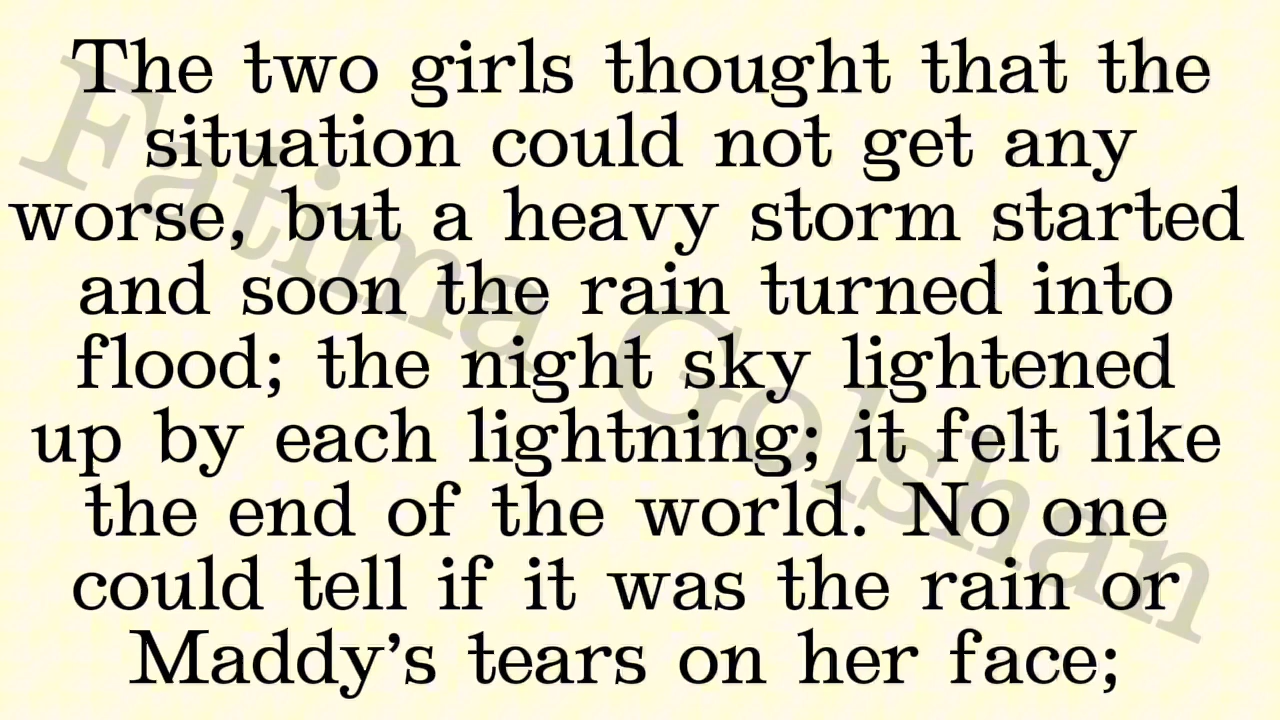 The two girls thought that the
situation could not get any
worse, but a heavy storm started
and soon the rain turned into
flood; the night sky lightened
up by each lightning; it felt like
the end of the world. No one
could tell if it was the rain or
Maddy’s tears on her face;
Fatima Golshan